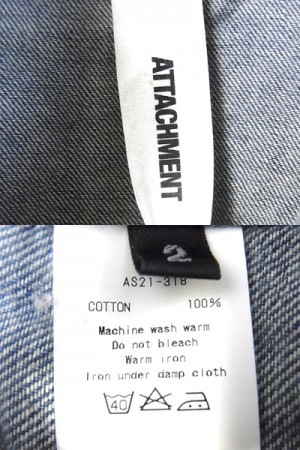 ATTACHMENT
2
AS21-318
COTTON 100%
Machine wash warm
Do not bleach
Warm iron
Iron under damp cloth
40